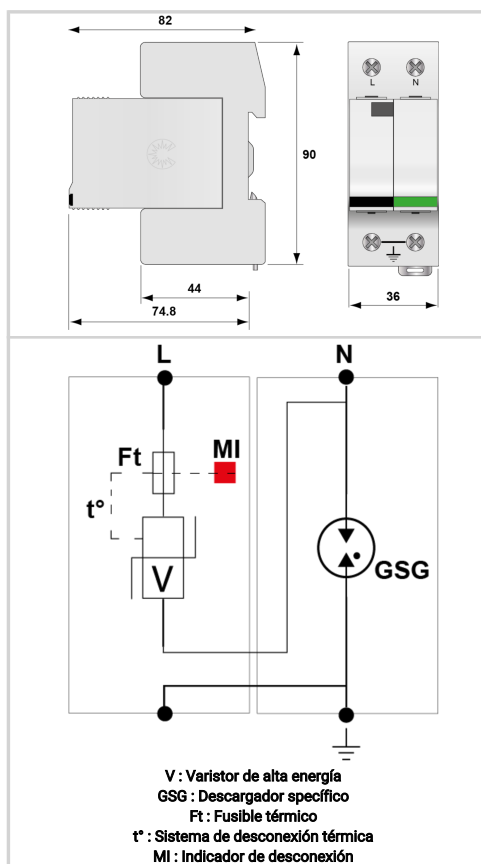 82
L
N
90
44
74.8
36
L
N
Ft
MI
t°
V
GSG
V : Varistor de alta energía
GSG : Descargador specífico
Ft : Fusible térmico
t° : Sistema de desconexión térmica
MI : Indicador de desconexión